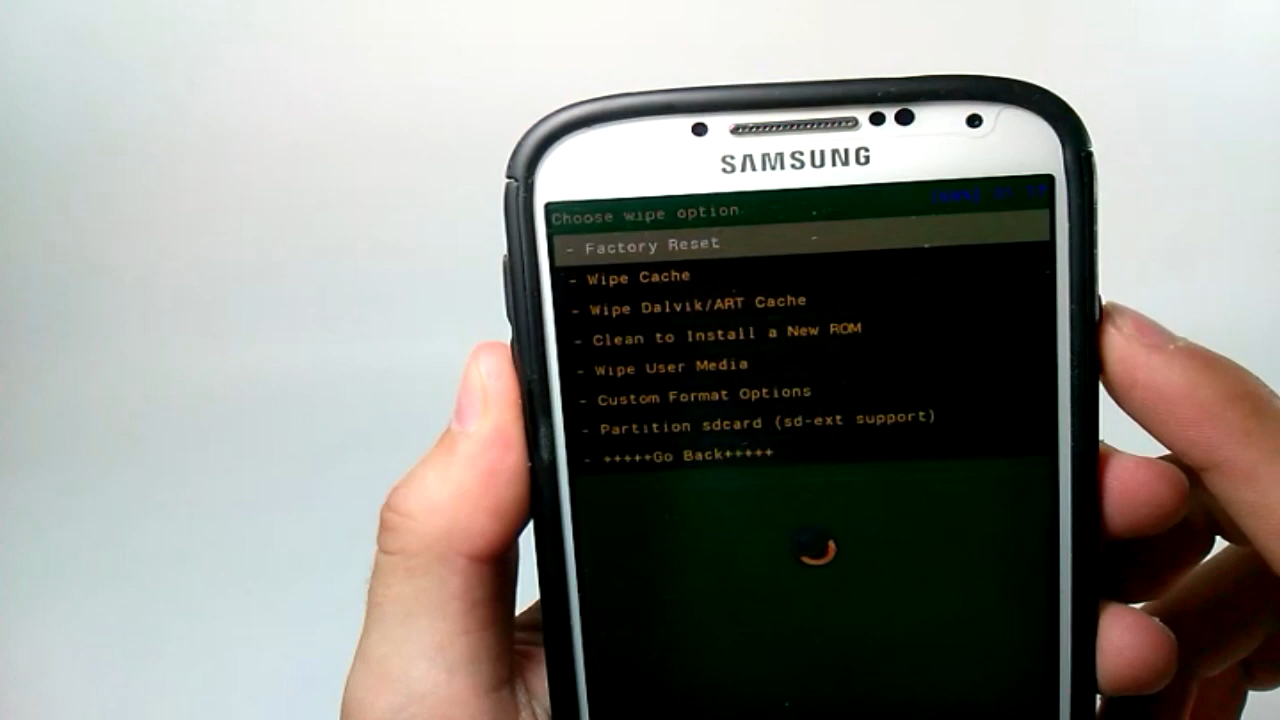 SAMSUNG
Choose wipe option
- Factory Reset
- Wipe Cache
- Wipe Dalvik/ART Cache
- Clean to Install a New ROM
- Wipe User Media
- Custom Format Options
- Partition sdcard (sd-ext support)
- +++++Go Back+++++